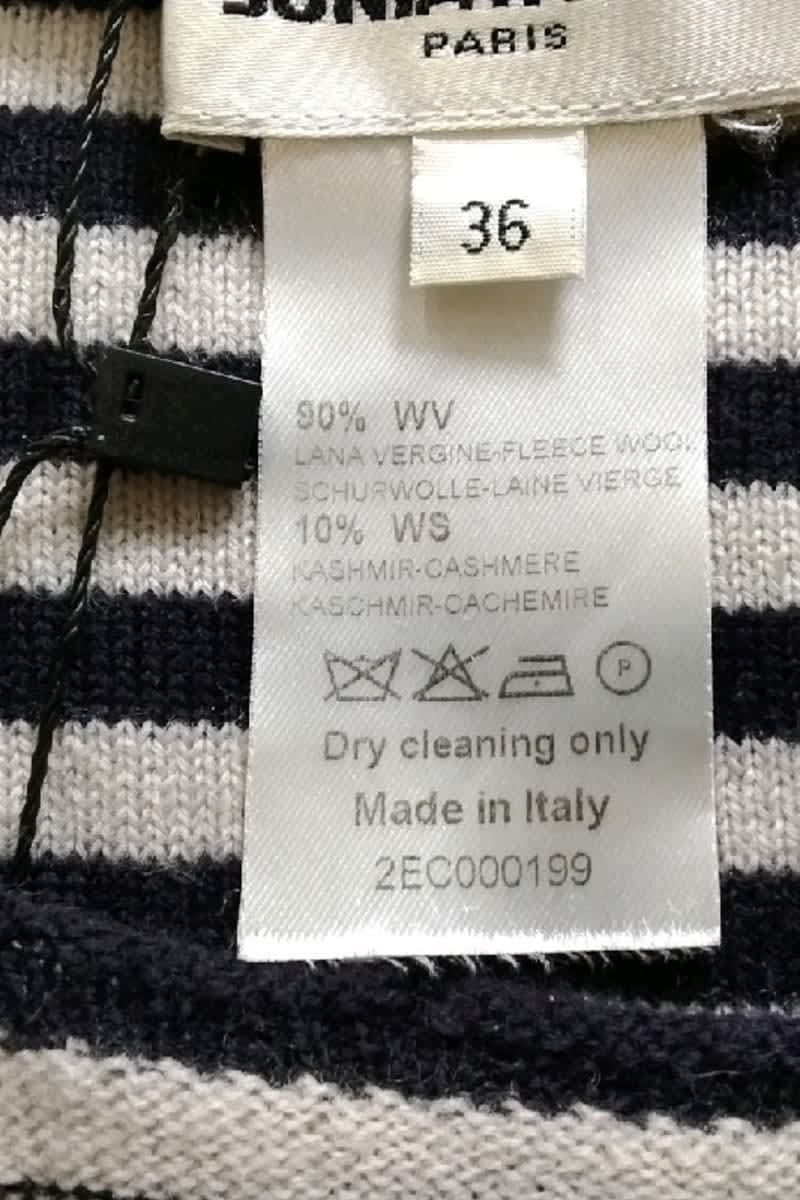 PARIS
36
90% WV
LANA VERGINE-FLEECE WOOL
SCHURWOLLE-LAINE VIERGE
10% WS
KASHMIR-CASHMERE
KASCHMIR-CACHEMIRE
P
Dry cleaning only
Made in Italy
2EC000199